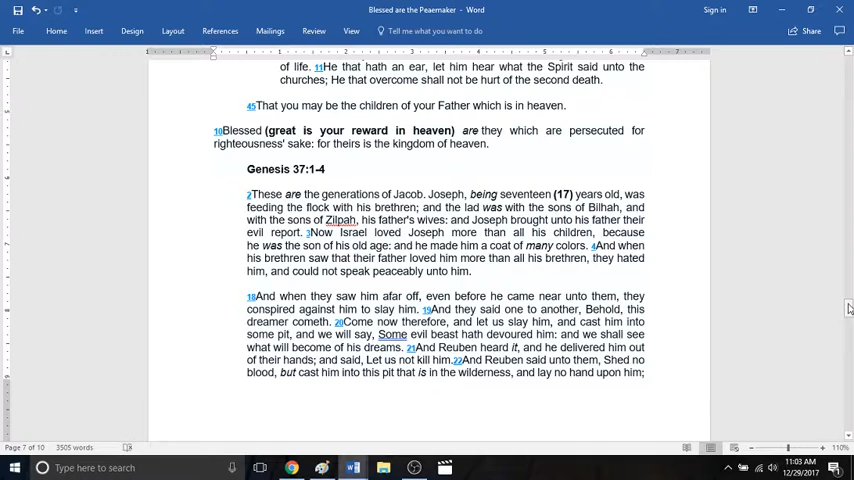 Blessed are the Peaemaker - Word
Sign in
File Home Insert Design Layout References Mailings Review View Tell me what you want to do Share
1 1 2 3 4 5 6 7
of life. 11He that hath an ear, let him hear what the Spirit said unto the
churches; He that overcome shall not be hurt of the second death.
45That you may be the children of your Father which is in heaven.
10Blessed (great is your reward in heaven) are they which are persecuted for
righteousness' sake: for theirs is the kingdom of heaven.
Genesis 37:1-4
2These are the generations of Jacob. Joseph, being seventeen (17) years old, was
feeding the flock with his brethren; and the lad was with the sons of Bilhah, and
with the sons of Zilpah, his father's wives: and Joseph brought unto his father their
evil report. 3Now Israel loved Joseph more than all his children, because
he was the son of his old age: and he made him a coat of many colors. 4And when
his brethren saw that their father loved him more than all his brethren, they hated
him, and could not speak peaceably unto him.
18And when they saw him afar off, even before he came near unto them, they
conspired against him to slay him. 19And they said one to another, Behold, this
dreamer cometh. 20Come now therefore, and let us slay him, and cast him into
some pit, and we will say, Some evil beast hath devoured him: and we shall see
what will become of his dreams. 21And Reuben heard it, and he delivered him out
of their hands; and said, Let us not kill him.22And Reuben said unto them, Shed no
blood, but cast him into this pit that is in the wilderness, and lay no hand upon him;
Page 7 of 10 3505 words
110%
Type here to search
11:03 AM
12/29/2017